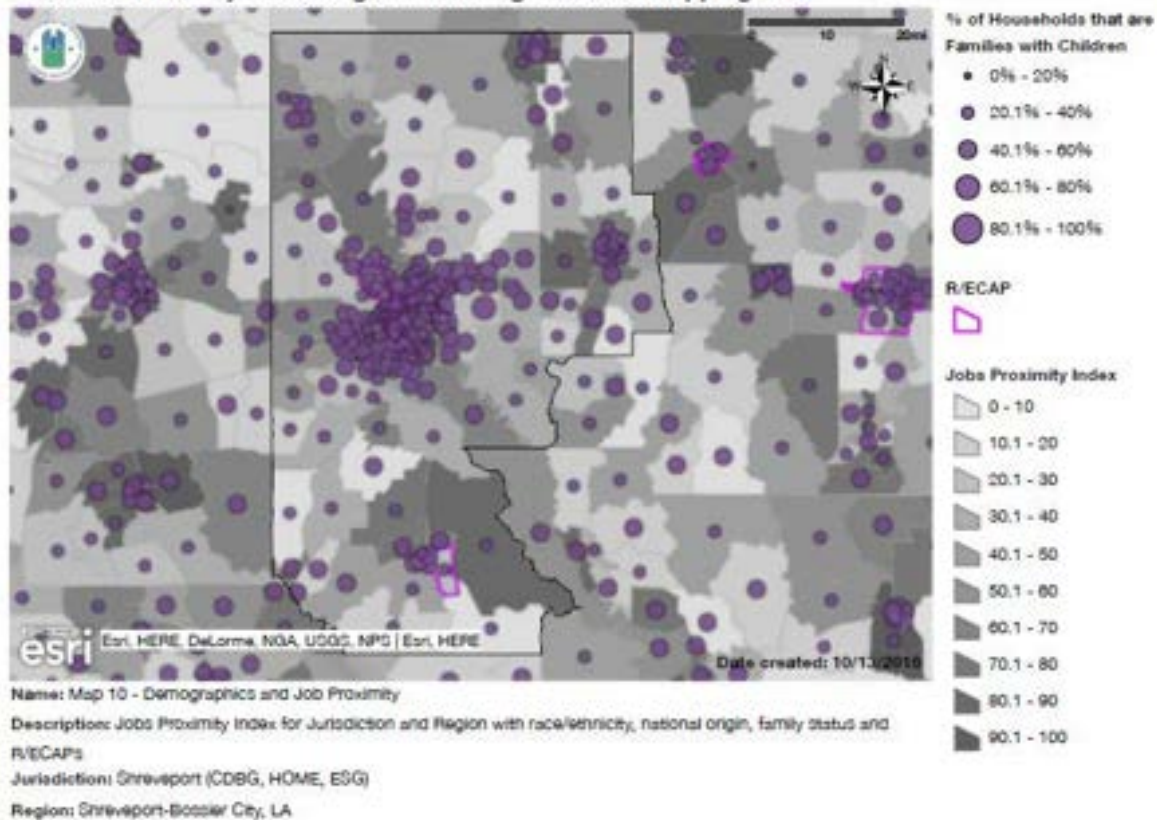 10 20mi
N
W E
% of Households that are
Families with Children
0% - 20%
20.1% - 40%
40.1% - 60%
60.1% - 80%
80.1% - 100%
R/ECAP
Jobs Proximity Index
0 - 10
10.1 - 20
20.1 - 30
30.1 - 40
40.1 - 50
50.1 - 60
60.1 - 70
70.1 - 80
80.1 - 90
90.1 - 100
esri
Esri, HERE, DeLorme, NGA, USGS, NPS | Esri, HERE
Date created: 10/13/2016
Name: Map 10 - Demographics and Job Proximity
Description: Jobs Proximity Index for Jurisdiction and Region with race/ethnicity, national origin, family status and
R/ECAPs
Jurisdiction: Shreveport (CDBG, HOME, ESG)
Region: Shreveport-Bossier City, LA